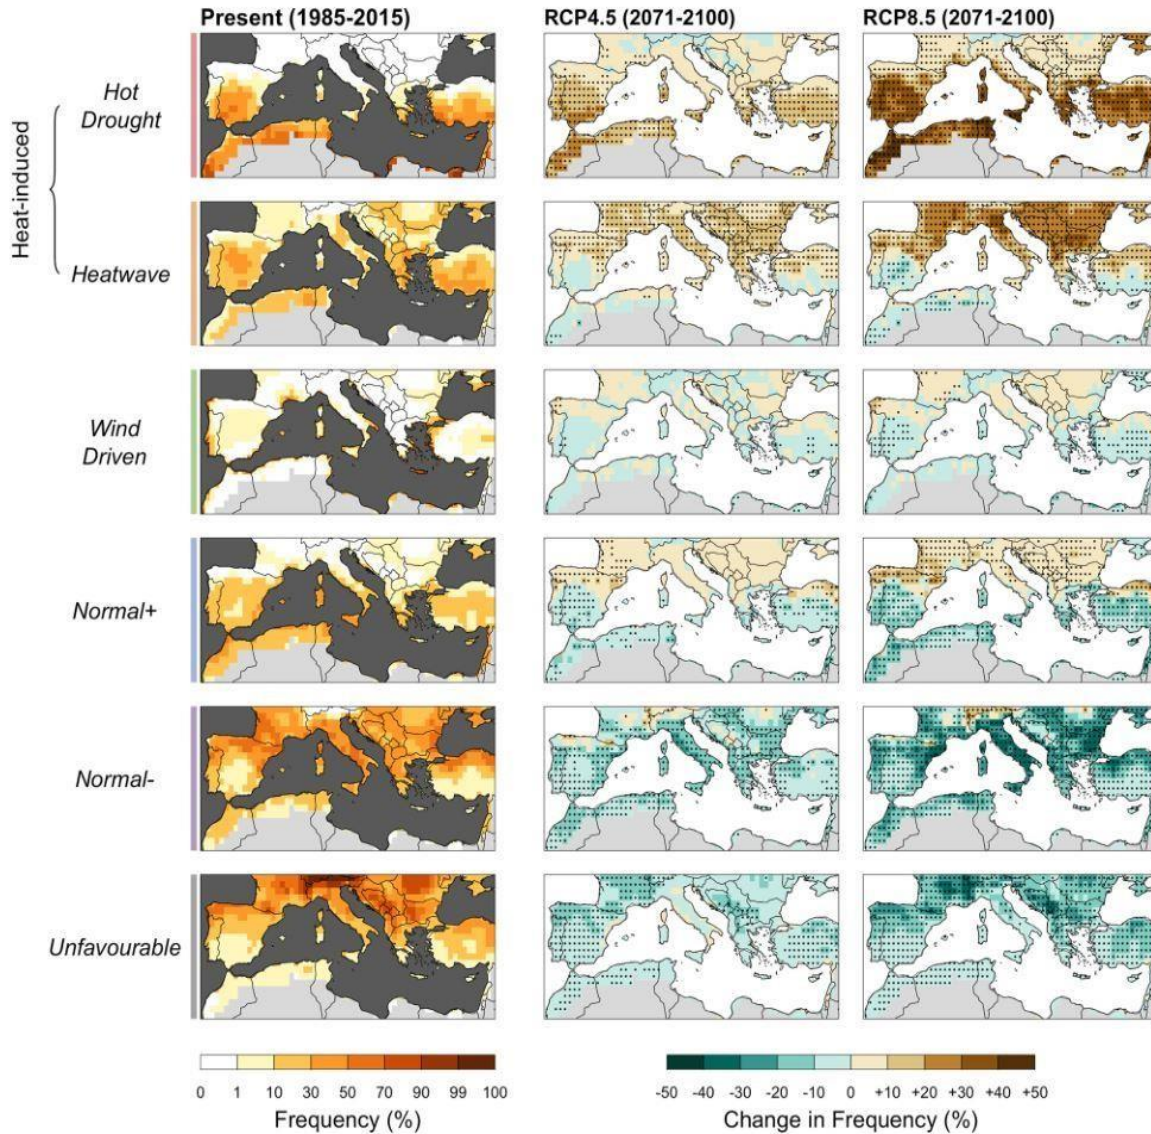 Present (1985-2015) RCP4.5 (2071-2100) RCP8.5 (2071-2100)
Heat-induced
Hot
Drought
Heatwave
Wind
Driven
Normal+
Normal-
Unfavourable
0 1 10 30 50 70 90 99 100
Frequency (%)
-50 -40 -30 -20 -10 0 +10 +20 +30 +40 +50
Change in Frequency (%)